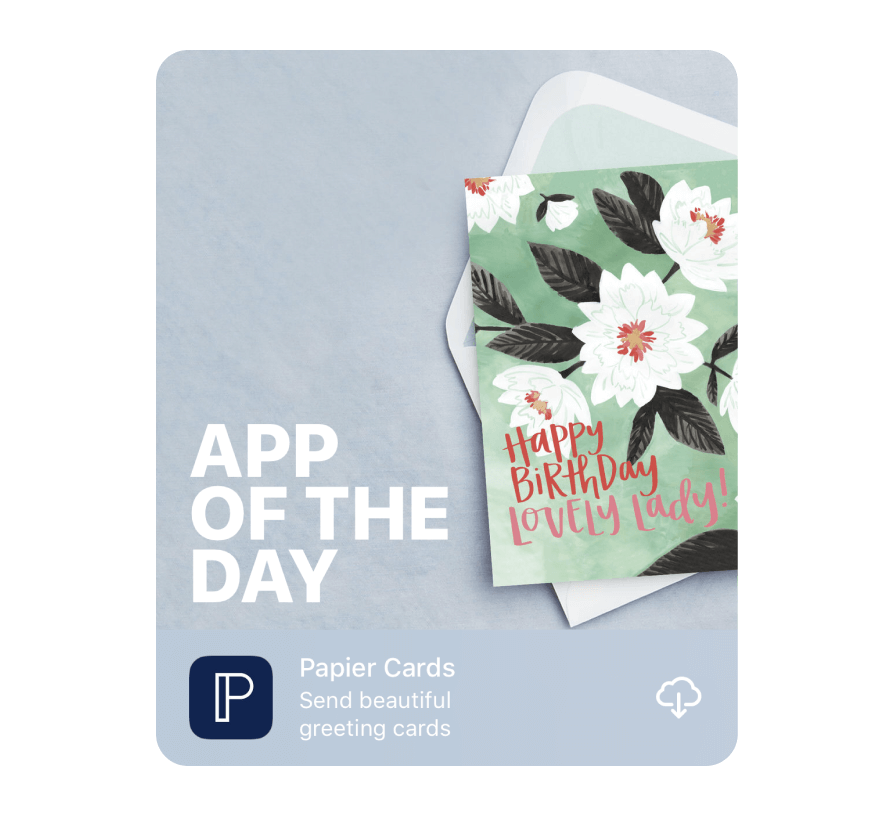 Happy
BiRthDay
LOVELY Lady!
APP
OF THE
DAY
P
Papier Cards
Send beautiful
greeting cards